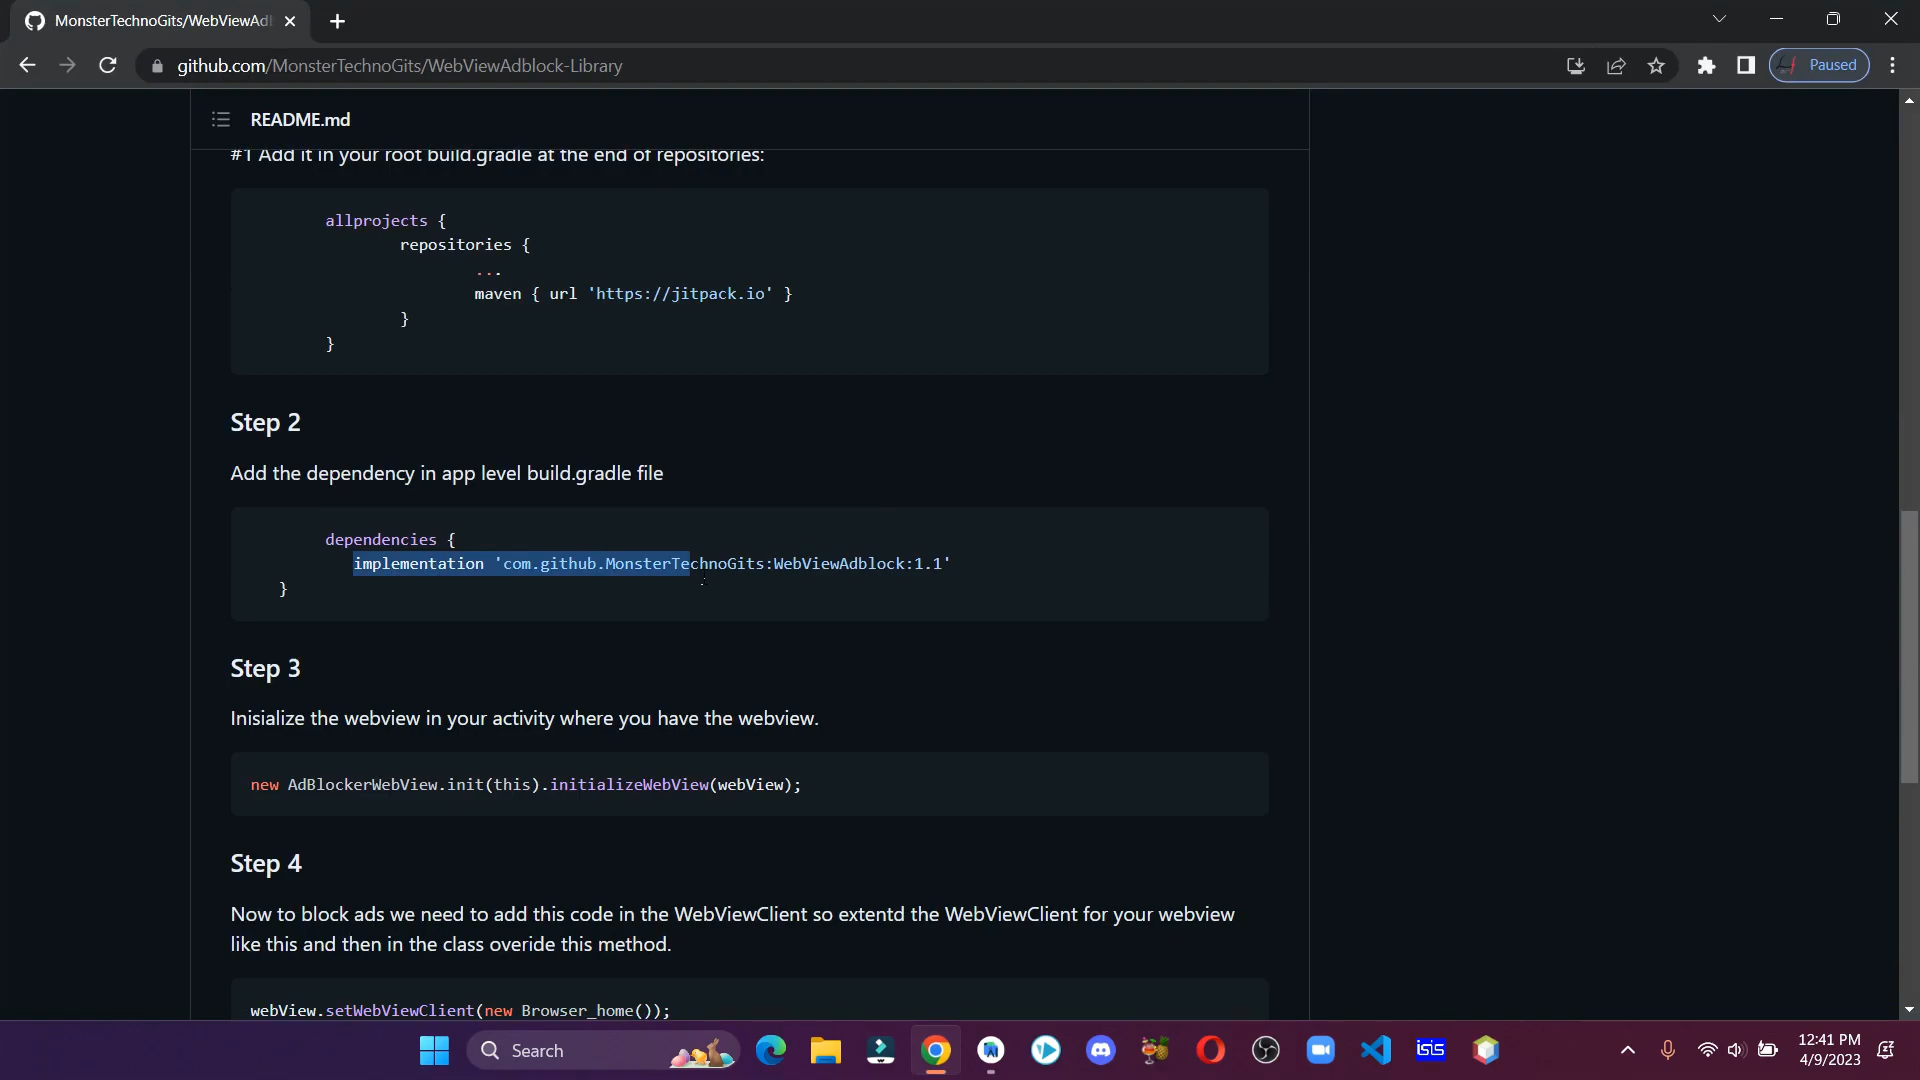 MonsterTechnoGits/WebViewAd
github.com/MonsterTechnoGits/WebViewAdblock-Library
Paused
README.md
#1 Add it in your root build.gradle at the end of repositories:
allprojects {
repositories {
...
maven { url 'https://jitpack.io' }
}
}
Step 2
Add the dependency in app level build.gradle file
dependencies {
implementation 'com.github.MonsterTechnoGits:WebViewAdblock:1.1'
}
Step 3
Inisialize the webview in your activity where you have the webview.
new AdBlockerWebView.init(this).initializeWebView(webView);
Step 4
Now to block ads we need to add this code in the WebViewClient so extentd the WebViewClient for your webview
like this and then in the class overide this method.
webView.setWebViewClient(new Browser_home());
Search
isis
12:41 PM
4/9/2023